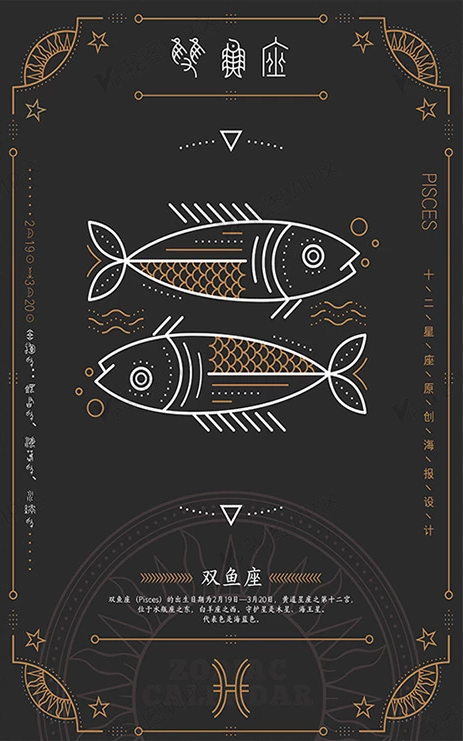 雙魚座
PISCES
十二星座原创海报设计
双鱼座
双鱼座（Pisces）的出生日期为2月19日—3月20日，黄道星座之第十二宫，
位于水瓶座之东，白羊座之西，守护星是木星、海王星，
代表色是海蓝色。
ZODIAC
CALENDAR